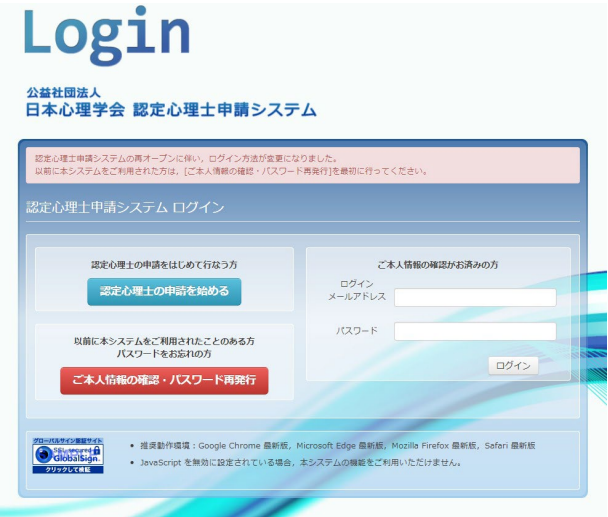 Login
公益社団法人
日本心理学会 認定心理士申請システム
認定心理士申請システムの再オープンに伴い，ログイン方法が変更になりました。
以前に本システムをご利用された方は，[ご本人情報の確認・パスワード再発行]を最初に行ってください。
認定心理士申請システム ログイン
認定心理士の申請をはじめて行なう方
認定心理士の申請を始める
以前に本システムをご利用されたことのある方
パスワードをお忘れの方
ご本人情報の確認・パスワード再発行
ご本人情報の確認がお済みの方
ログイン
メールアドレス
パスワード
ログイン
グローバルサイン認証サイト
SSL secured
GlobalSign.
クリックして検証
• 推奨動作環境：Google Chrome 最新版，Microsoft Edge 最新版，Mozilla Firefox 最新版，Safari 最新版
• JavaScript を無効に設定されている場合，本システムの機能をご利用いただけません。